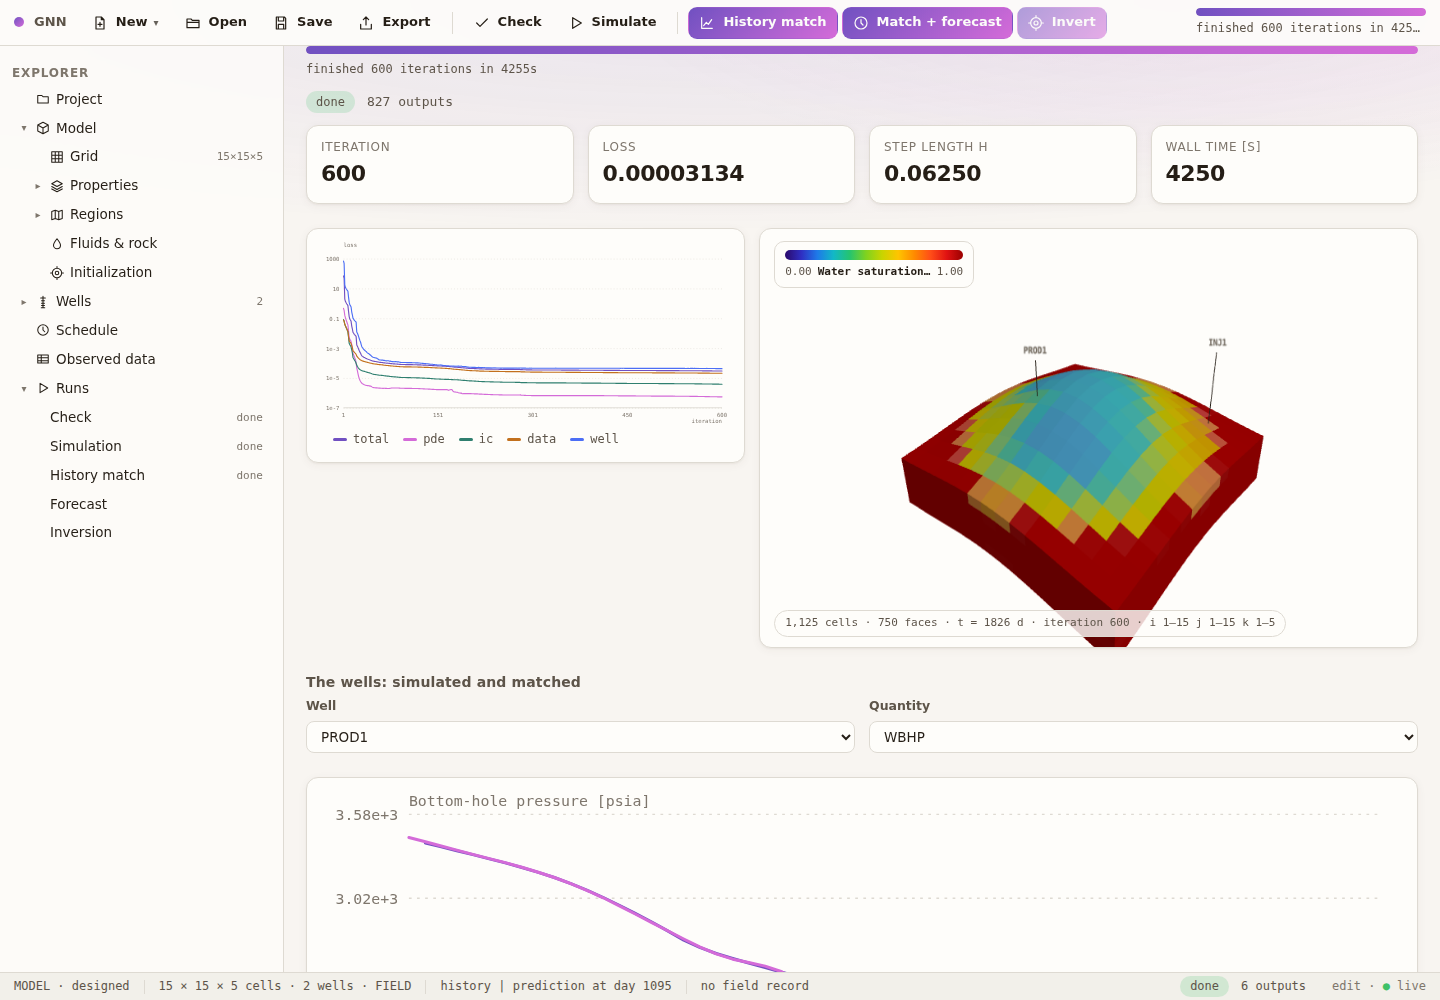 GNN New Open Save Export Check Simulate History match Match + forecast Invert
finished 600 iterations in 425…
EXPLORER
Project
Model
Grid 15×15×5
Properties
Regions
Fluids & rock
Initialization
Wells 2
Schedule
Observed data
Runs
Check done
Simulation done
History match done
Forecast
Inversion
finished 600 iterations in 4255s
done 827 outputs
ITERATION
600
LOSS
0.00003134
STEP LENGTH H
0.06250
WALL TIME [S]
4250
loss
1000
10
0.1
1e-3
1e-5
1e-7
1 151 301 450 600
iteration
total pde ic data well
0.00 Water saturation… 1.00
PROD1
INJ1
1,125 cells · 750 faces · t = 1826 d · iteration 600 · i 1–15 j 1–15 k 1–5
The wells: simulated and matched
Well
PROD1
Quantity
WBHP
Bottom-hole pressure [psia]
3.58e+3
3.02e+3
MODEL · designed 15 × 15 × 5 cells · 2 wells · FIELD history | prediction at day 1095 no field record done 6 outputs edit · ● live